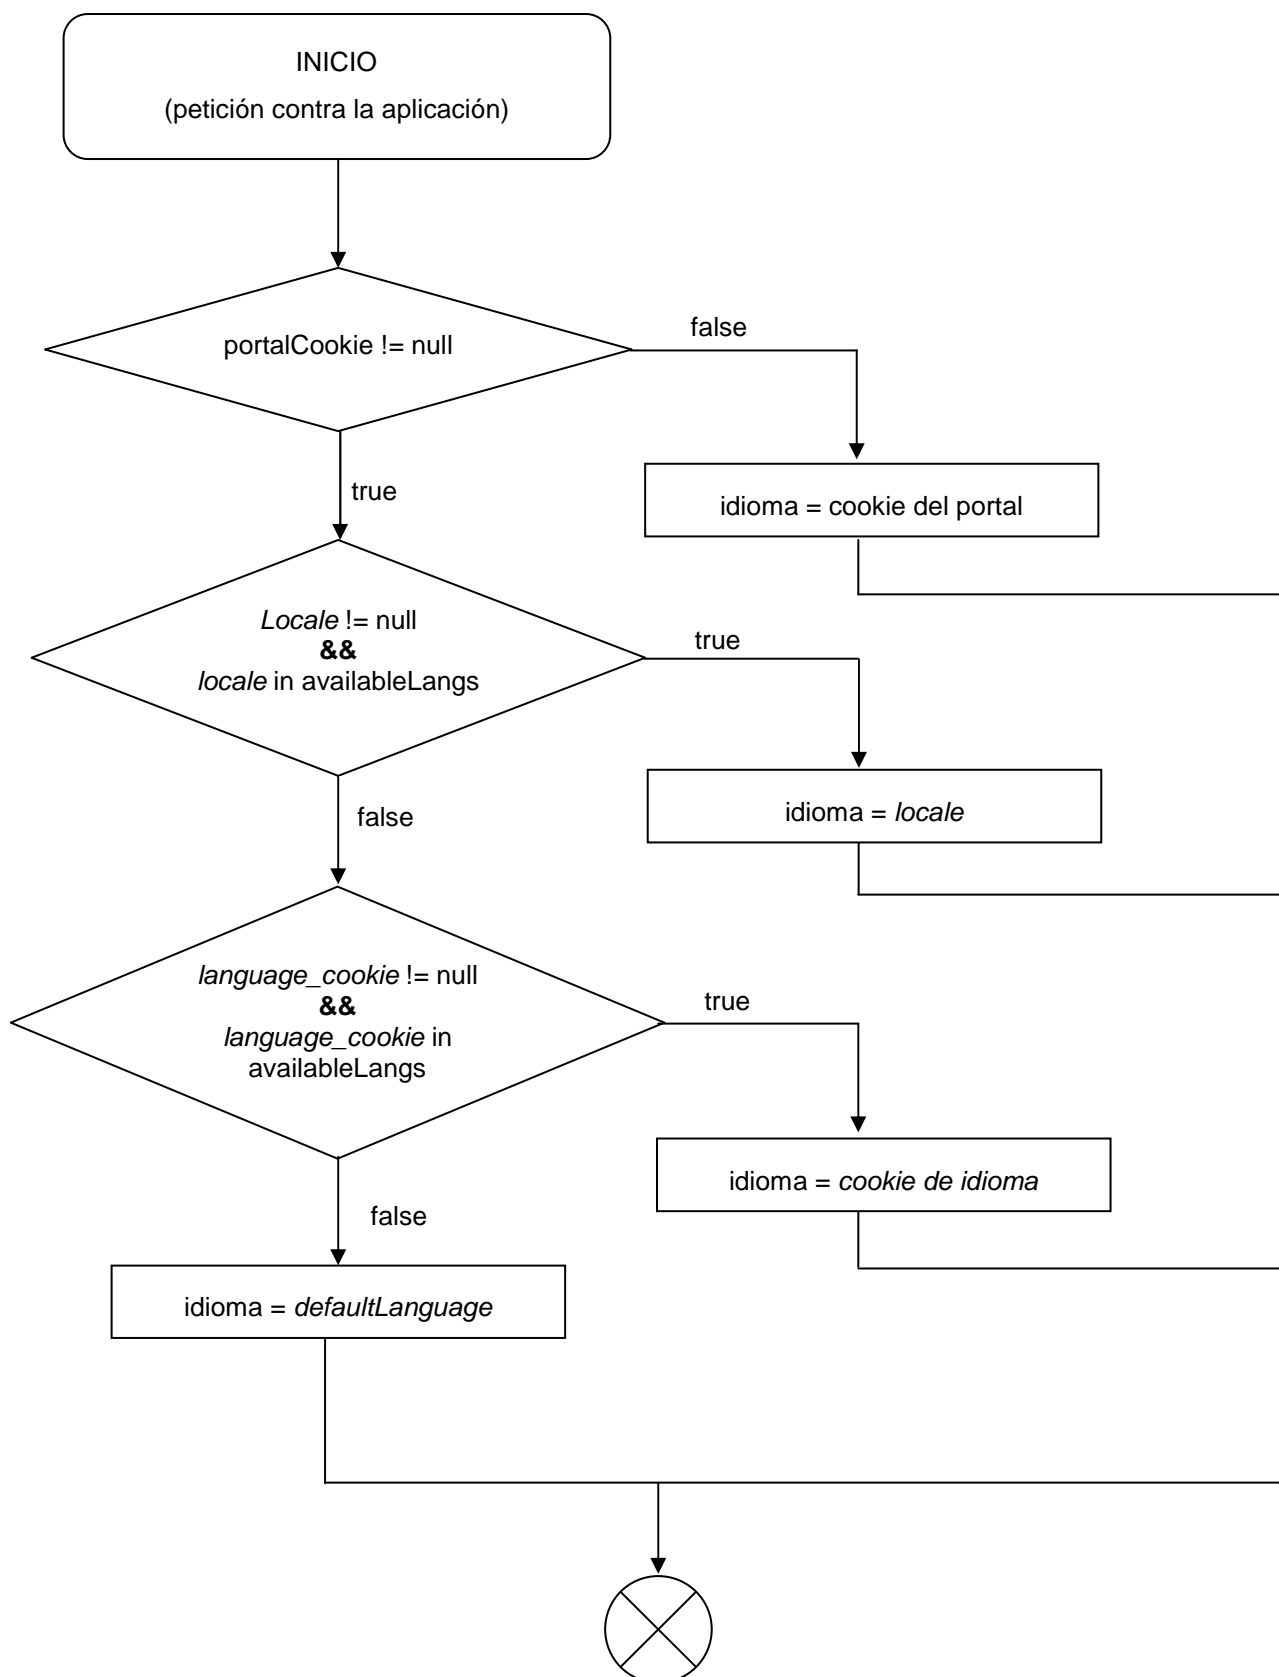 INICIO
(petición contra la aplicación)
portalCookie != null
false
true
idioma = cookie del portal
Locale != null
&&
locale in availableLangs
true
false
idioma = locale
language_cookie != null
&&
language_cookie in
availableLangs
true
false
idioma = cookie de idioma
idioma = defaultLanguage